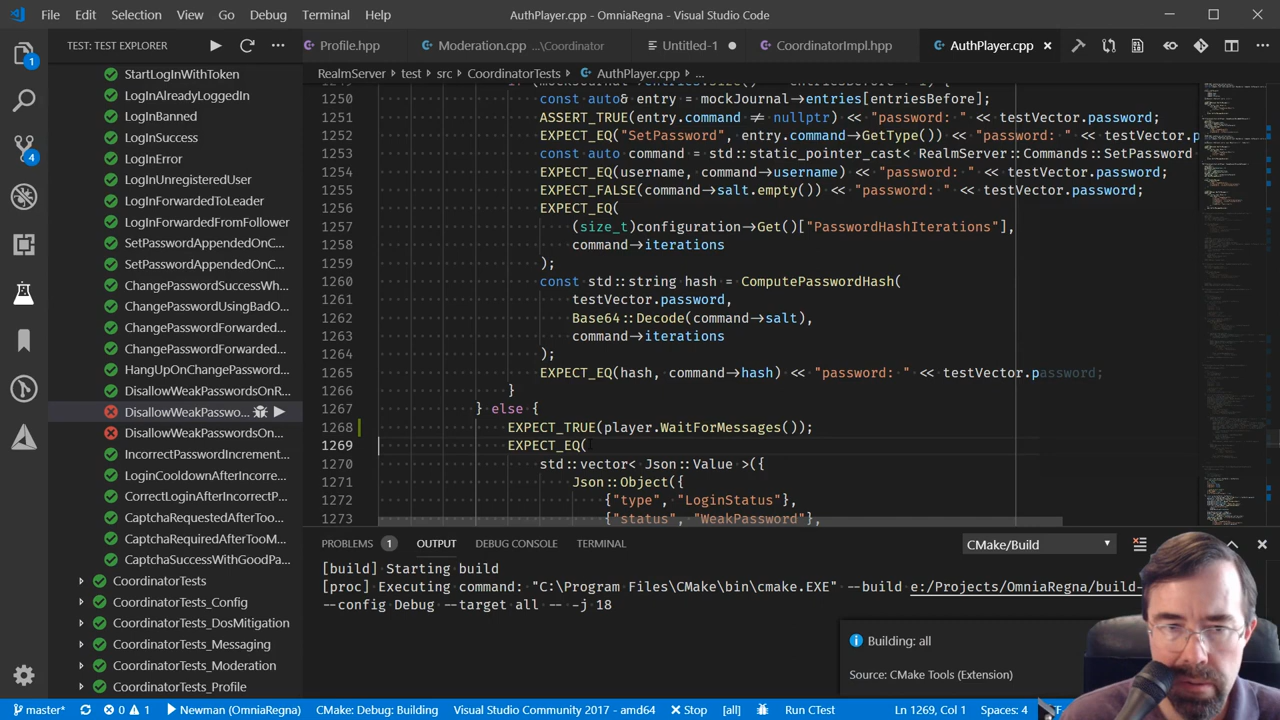 File Edit Selection View Go Debug Terminal Help AuthPlayer.cpp - OmniaRegna - Visual Studio Code
TEST: TEST EXPLORER
Profile.hpp Moderation.cpp ...\Coordinator Untitled-1 CoordinatorImpl.hpp AuthPlayer.cpp
RealmServer > test > src > CoordinatorTests > AuthPlayer.cpp > ...
StartLogInWithToken
LogInAlreadyLoggedIn
LogInBanned
LogInSuccess
LogInError
LogInUnregisteredUser
LogInForwardedToLeader
LogInForwardedFromFollower
SetPasswordAppendedOnC...
SetPasswordAppendedOnC...
ChangePasswordSuccessWh...
ChangePasswordUsingBadO...
ChangePasswordForwarded...
ChangePasswordForwarded...
HangUpOnChangePassword...
DisallowWeakPasswordsOnR...
DisallowWeakPasswo...
DisallowWeakPasswordsOn...
IncorrectPasswordIncrement...
LoginCooldownAfterIncorre...
CorrectLoginAfterIncorrectP...
CaptchaRequestedAfterToo...
CaptchaRequiredAfterTooM...
CaptchaSuccessWithGoodPa...
CoordinatorTests
CoordinatorTests_Config
CoordinatorTests_DosMitigation
CoordinatorTests_Messaging
CoordinatorTests_Moderation
CoordinatorTests_Profile
1250 const auto& entry = mockJournal->entries[entriesBefore];
1251 ASSERT_TRUE(entry.command ≠ nullptr) << "password: " << testVector.password;
1252 EXPECT_EQ("SetPassword", entry.command->GetType()) << "password: " << testVector.p
1253 const auto command = std::static_pointer_cast< RealmServer::Commands::SetPassword
1254 EXPECT_EQ(username, command->username) << "password: " << testVector.password;
1255 EXPECT_FALSE(command->salt.empty()) << "password: " << testVector.password;
1256 EXPECT_EQ(
1257 (size_t)configuration->Get()["PasswordHashIterations"],
1258 command->iterations
1259 );
1260 const std::string hash = ComputePasswordHash(
1261 testVector.password,
1262 Base64::Decode(command->salt),
1263 command->iterations
1264 );
1265 EXPECT_EQ(hash, command->hash) << "password: " << testVector.password;
1266 }
1267 } else {
1268 EXPECT_TRUE(player.WaitForMessages());
1269 EXPECT_EQ(
1270 std::vector< Json::Value >({
1271 Json::Object({
1272 {"type", "LoginStatus"},
1273 {"status", "WeakPassword"},
PROBLEMS 1 OUTPUT DEBUG CONSOLE TERMINAL CMake/Build
[build] Starting build
[proc] Executing command: "C:\Program Files\CMake\bin\cmake.EXE" --build e:/Projects/OmniaRegna/build-
--config Debug --target all -- -j 18
Building: all
Source: CMake Tools (Extension)
1
4
master* 0 1 Newman (OmniaRegna) CMake: Debug: Building Visual Studio Community 2017 - amd64 Stop [all] Run CTest Ln 1269, Col 1 Spaces: 4